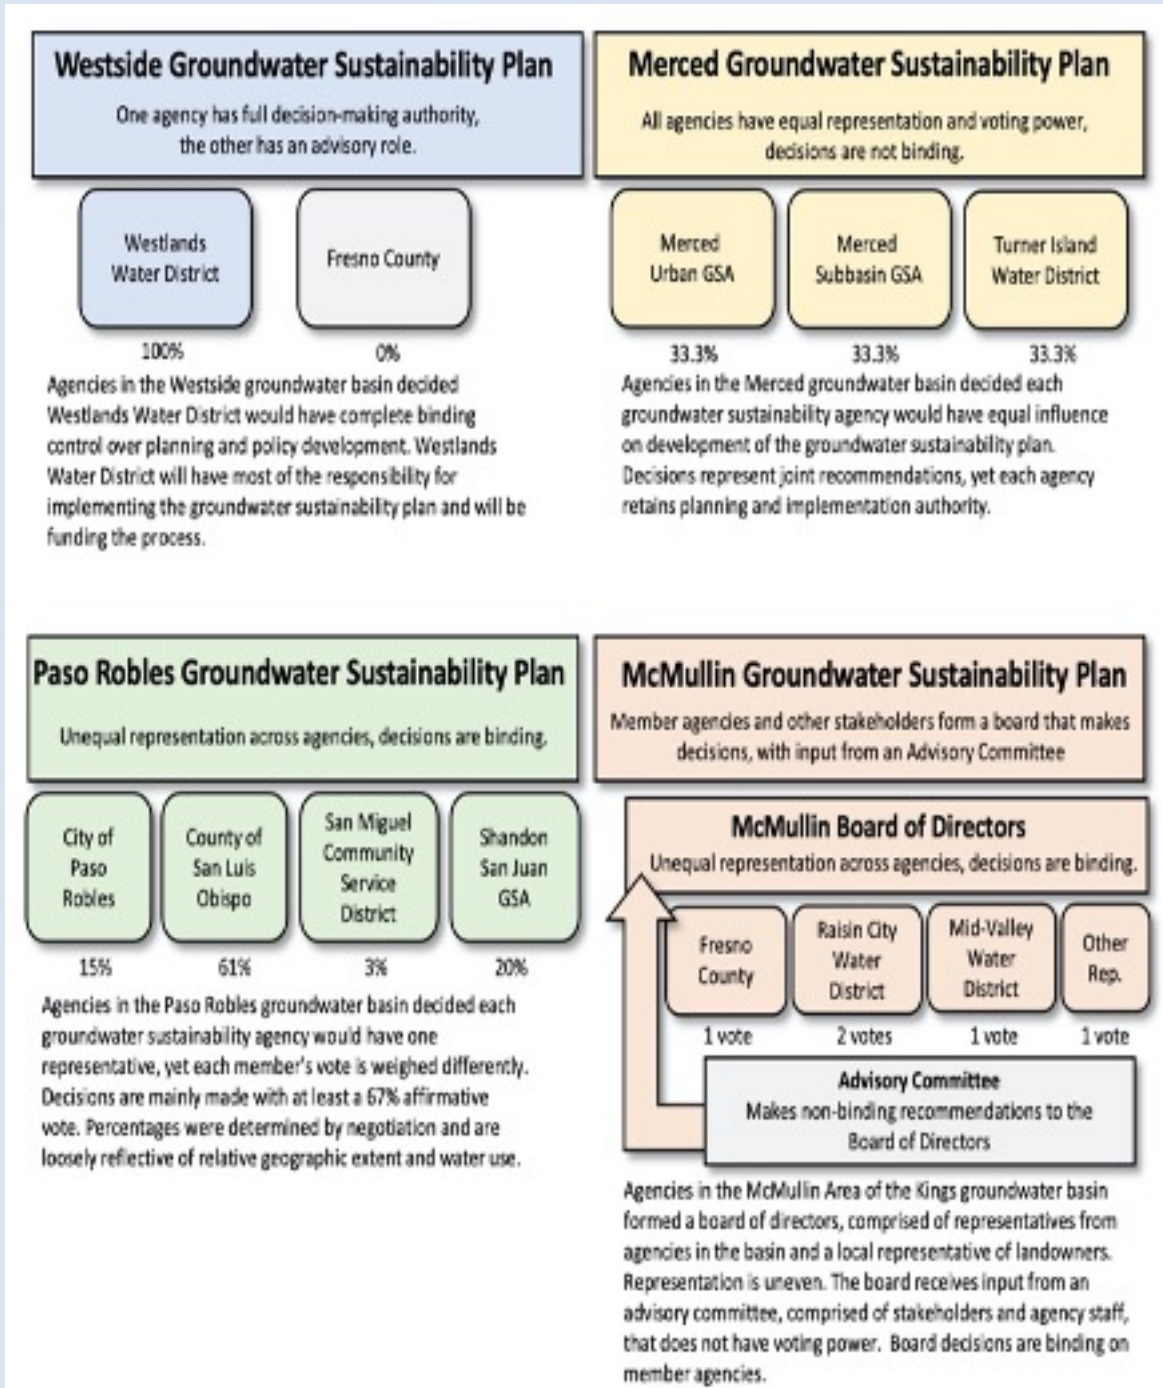 Westside Groundwater Sustainability Plan
One agency has full decision-making authority,
the other has an advisory role.
Westlands
Water District
Fresno County
100%
0%
Agencies in the Westside groundwater basin decided
Westlands Water District would have complete binding
control over planning and policy development. Westlands
Water District will have most of the responsibility for
implementing the groundwater sustainability plan and will be
funding the process.
Merced Groundwater Sustainability Plan
All agencies have equal representation and voting power,
decisions are not binding.
Merced
Urban GSA
Merced
Subbasin GSA
Turner Island
Water District
33.3%
33.3%
33.3%
Agencies in the Merced groundwater basin decided each
groundwater sustainability agency would have equal influence
on development of the groundwater sustainability plan.
Decisions represent joint recommendations, yet each agency
retains planning and implementation authority.
Paso Robles Groundwater Sustainability Plan
Unequal representation across agencies, decisions are binding.
City of
Paso
Robles
County of
San Luis
Obispo
San Miguel
Community
Service
District
Shandon
San Juan
GSA
15%
61%
3%
20%
Agencies in the Paso Robles groundwater basin decided each
groundwater sustainability agency would have one
representative, yet each member's vote is weighed differently.
Decisions are mainly made with at least a 67% affirmative
vote. Percentages were determined by negotiation and are
loosely reflective of relative geographic extent and water use.
McMullin Groundwater Sustainability Plan
Member agencies and other stakeholders form a board that makes
decisions, with input from an Advisory Committee
McMullin Board of Directors
Unequal representation across agencies, decisions are binding.
Fresno
County
Raisin City
Water
District
Mid-Valley
Water
District
Other
Rep.
1 vote
2 votes
1 vote
1 vote
Advisory Committee
Makes non-binding recommendations to the
Board of Directors
Agencies in the McMullin Area of the Kings groundwater basin
formed a board of directors, comprised of representatives from
agencies in the basin and a local representative of landowners.
Representation is uneven. The board receives input from an
advisory committee, comprised of stakeholders and agency staff,
that does not have voting power. Board decisions are binding on
member agencies.